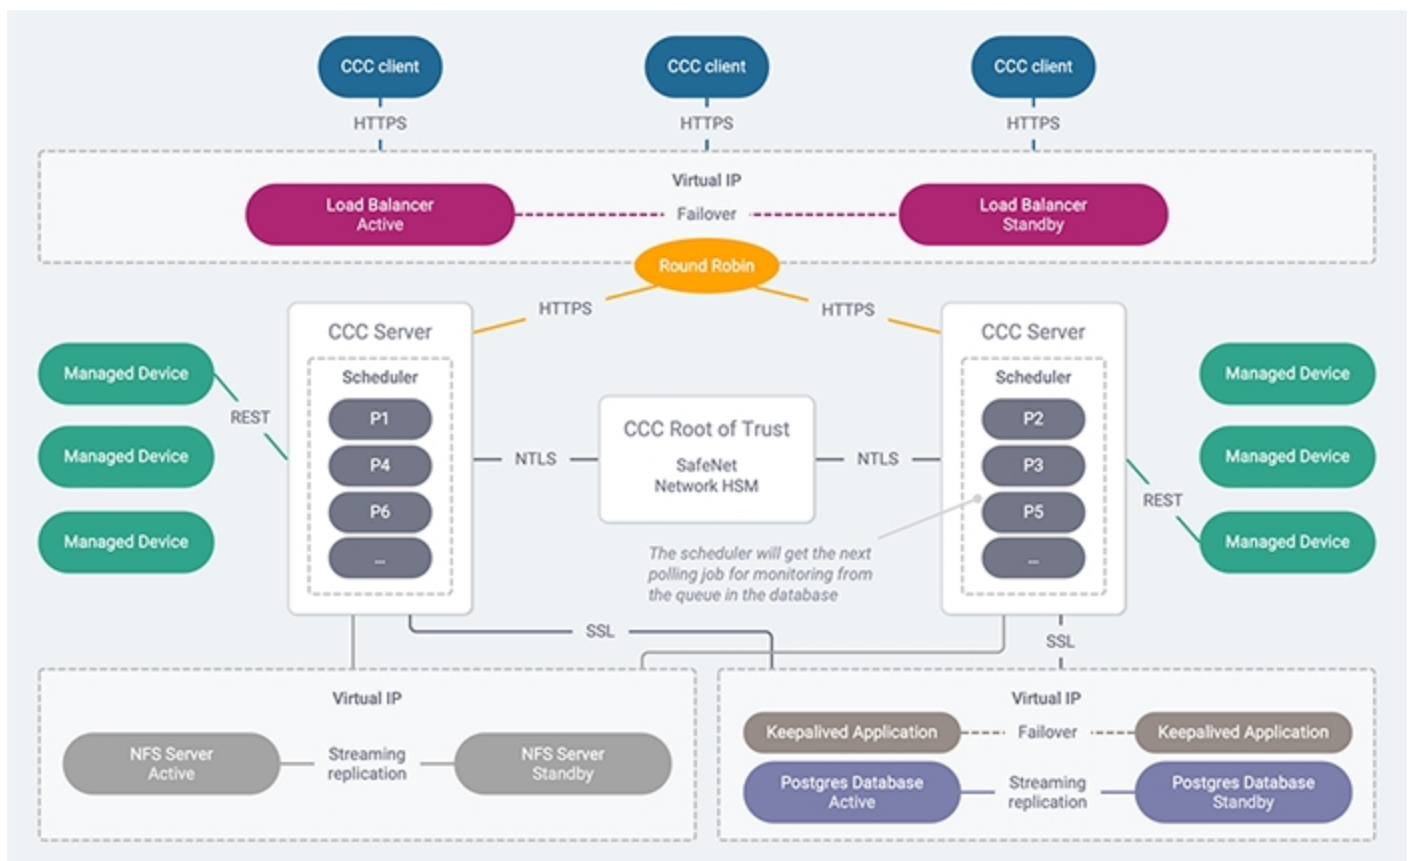 CCC client
CCC client
CCC client
HTTPS
HTTPS
HTTPS
Virtual IP
Load Balancer
Active
Failover
Load Balancer
Standby
Round Robin
HTTPS
HTTPS
CCC Server
Scheduler
P1
P4
P6
...
CCC Server
Scheduler
P2
P3
P5
...
Managed Device
Managed Device
Managed Device
REST
NTLS
CCC Root of Trust
SafeNet
Network HSM
NTLS
Managed Device
Managed Device
Managed Device
REST
The scheduler will get the next
polling job for monitoring from
the queue in the database
SSL
SSL
Virtual IP
NFS Server
Active
Streaming
replication
NFS Server
Standby
Virtual IP
Keepalived Application
Failover
Keepalived Application
Postgres Database
Active
Streaming
replication
Postgres Database
Standby